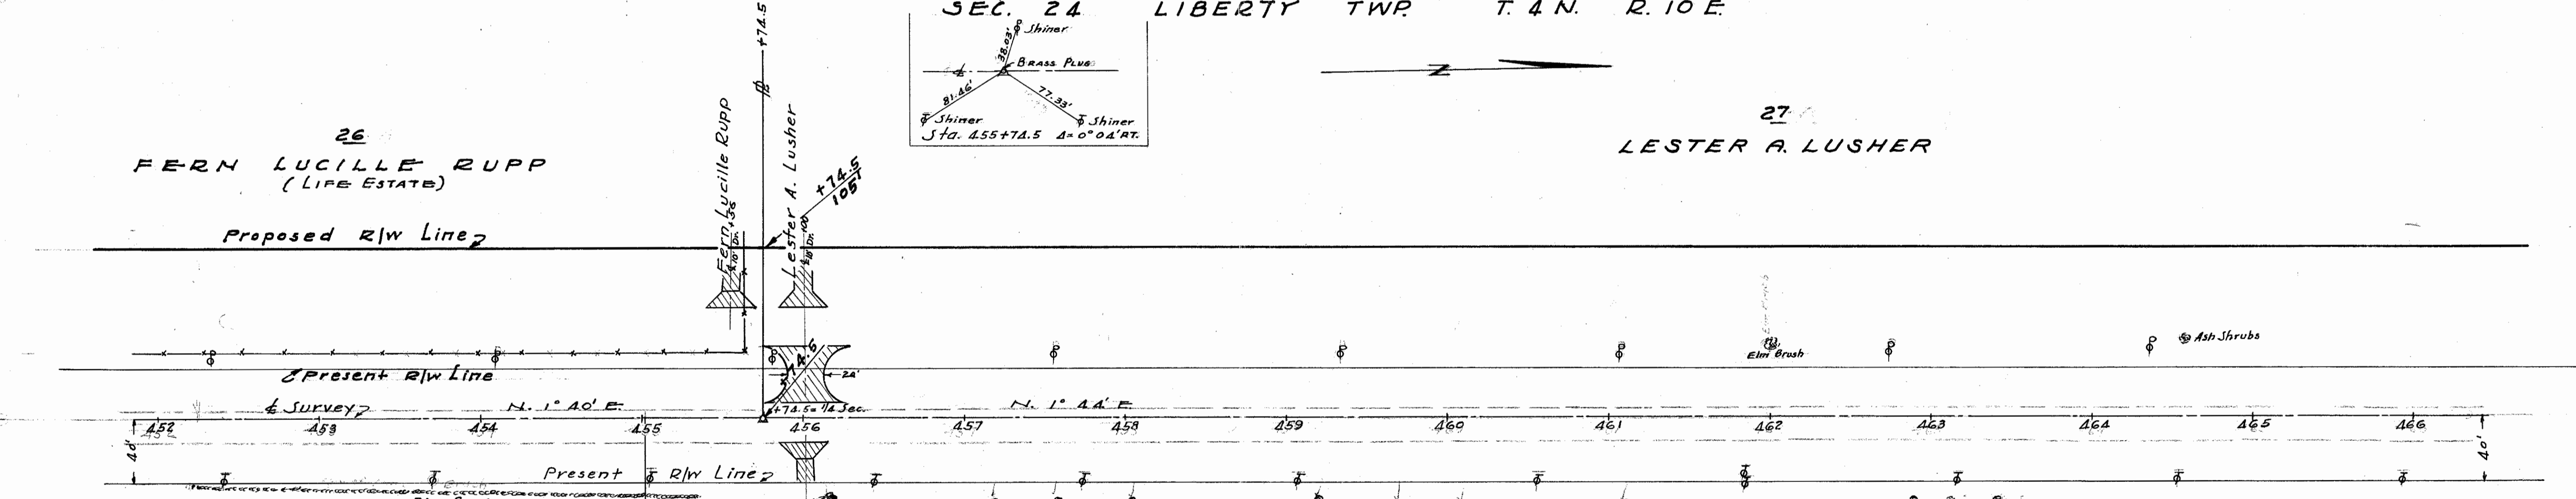 SEC. 24 LIBERTY TWP. T. 4 N. R. 10 E.
+74.5
Shiner
38.03'
BRASS PLUG
81.46'
77.33'
Shiner
Shiner
Sta. 455+74.5 Δ=0°04'RT.
N
26
FERN LUCILLE RUPP
(LIFE ESTATE)
27
LESTER A. LUSHER
Fern Lucille Rupp
Lester A. Lusher
+74.5
105'
Proposed R/W Line
Elm Brush
Ash Shrubs
Present R/W Line
24'
℄ Survey
N. 1° 40' E.
+74.5= 1/4 Sec.
N. 1° 44' E.
452 453 454 455 456 457 458 459 460 461 462 463 464 465 466
40'
40'
Present R/W Line